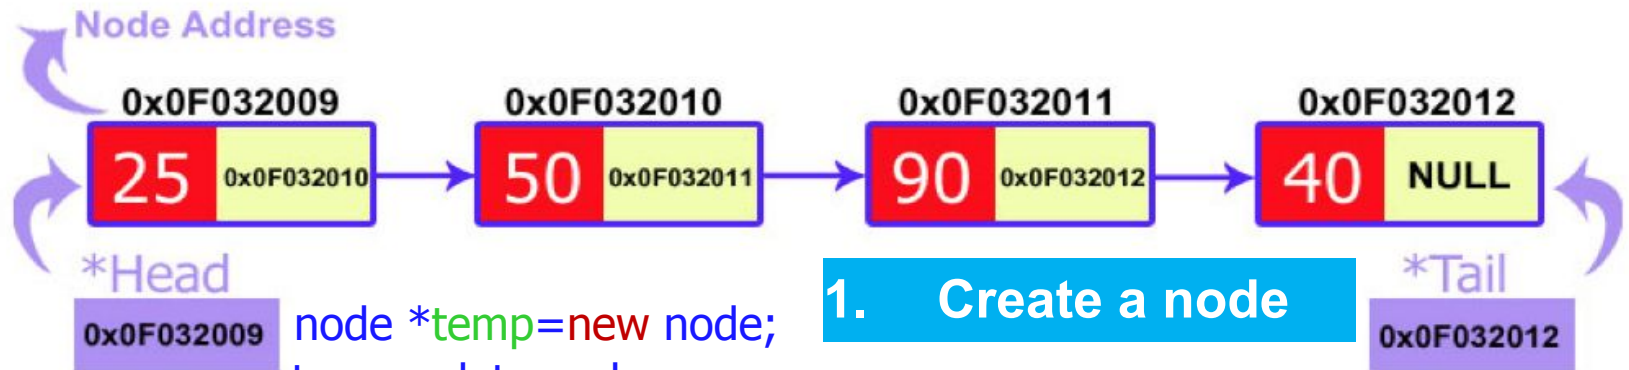 Node Address
0x0F032009 0x0F032010 0x0F032011 0x0F032012
25 0x0F032010 50 0x0F032011 90 0x0F032012 40 NULL
*Head *Tail
1. Create a node
0x0F032009 node *temp=new node; 0x0F032012